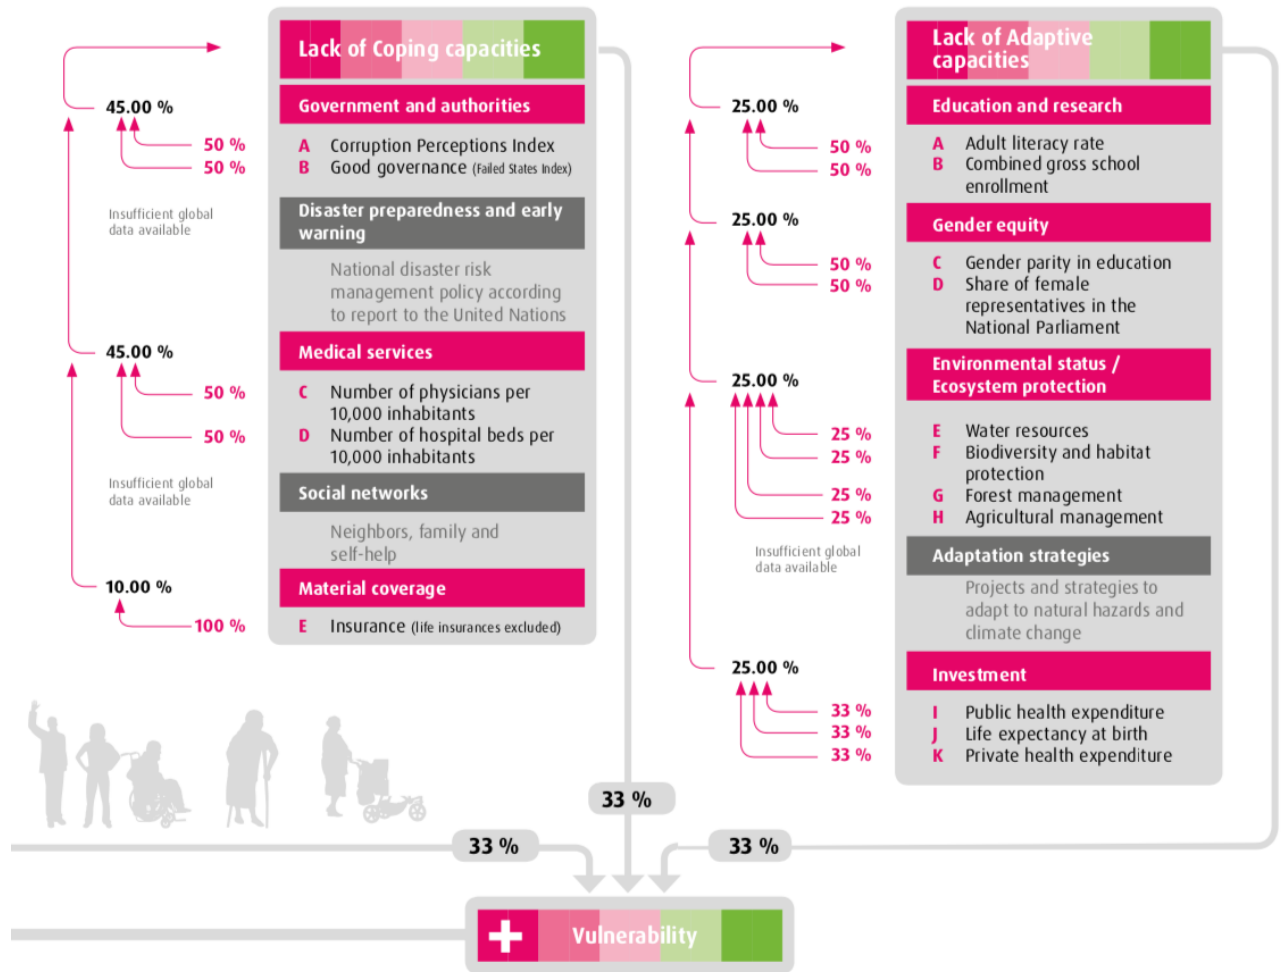 Lack of Coping capacities
45.00 %
Government and authorities
50 %
A Corruption Perceptions Index
50 %
B Good governance (Failed States Index)
Insufficient global
data available
Disaster preparedness and early
warning
National disaster risk
management policy according
to report to the United Nations
45.00 %
Medical services
50 %
C Number of physicians per
10,000 inhabitants
50 %
D Number of hospital beds per
10,000 inhabitants
Insufficient global
data available
Social networks
Neighbors, family and
self-help
10.00 %
Material coverage
100 %
E Insurance (life insurances excluded)
Lack of Adaptive
capacities
25.00 %
Education and research
50 %
A Adult literacy rate
50 %
B Combined gross school
enrollment
25.00 %
Gender equity
50 %
C Gender parity in education
50 %
D Share of female
representatives in the
National Parliament
25.00 %
Environmental status /
Ecosystem protection
25 %
E Water resources
25 %
F Biodiversity and habitat
protection
25 %
G Forest management
25 %
H Agricultural management
Insufficient global
data available
Adaptation strategies
Projects and strategies to
adapt to natural hazards and
climate change
25.00 %
Investment
33 %
I Public health expenditure
33 %
J Life expectancy at birth
33 %
K Private health expenditure
33 %
33 %
33 %
Vulnerability